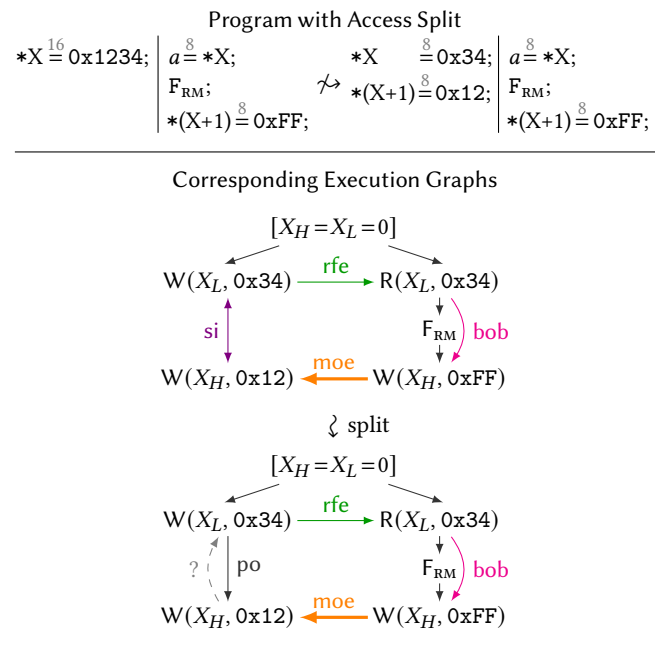 Program with Access Split
*X ≝16 0x1234; a =8 *X; ↝̸ *X =8 0x34; a =8 *X;
F_RM; *(X+1) =8 0x12; F_RM;
*(X+1) =8 0xFF; *(X+1) =8 0xFF;
Corresponding Execution Graphs
[X_H = X_L = 0]
W(X_L, 0x34) rfe R(X_L, 0x34)
si F_RM bob
W(X_H, 0x12) moe W(X_H, 0xFF)
split
[X_H = X_L = 0]
W(X_L, 0x34) rfe R(X_L, 0x34)
? po F_RM bob
W(X_H, 0x12) moe W(X_H, 0xFF)